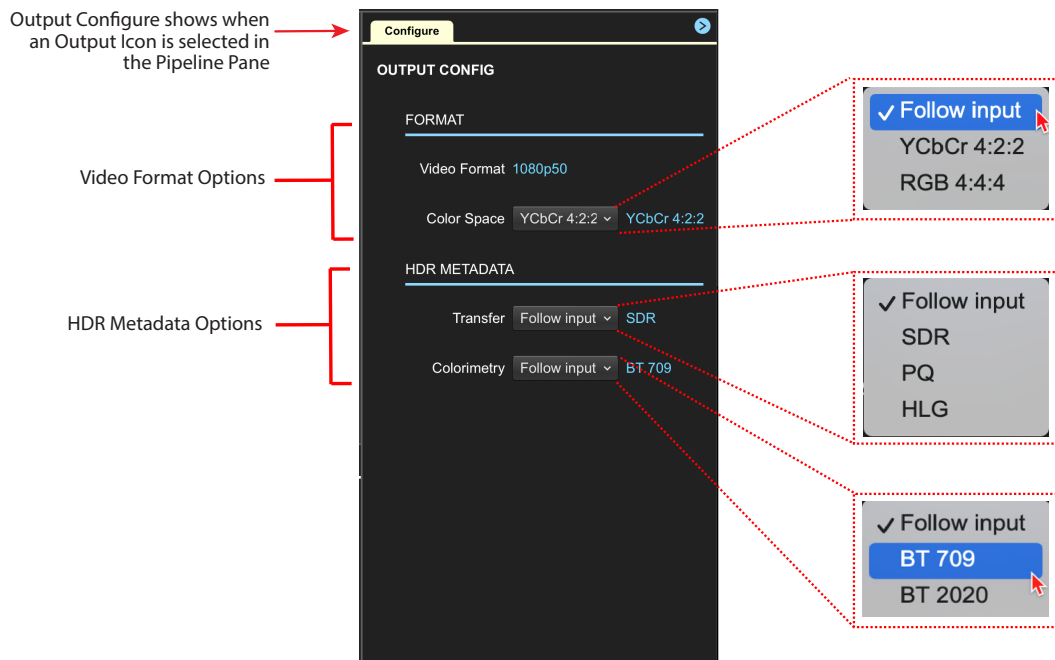 Output Configure shows when
an Output Icon is selected in
the Pipeline Pane
Configure
OUTPUT CONFIG
Video Format Options
FORMAT
Video Format 1080p50
Color Space YCbCr 4:2:2 YCbCr 4:2:2
HDR Metadata Options
HDR METADATA
Transfer Follow input SDR
Colorimetry Follow input BT 709
✓ Follow input
YCbCr 4:2:2
RGB 4:4:4
✓ Follow input
SDR
PQ
HLG
✓ Follow input
BT 709
BT 2020